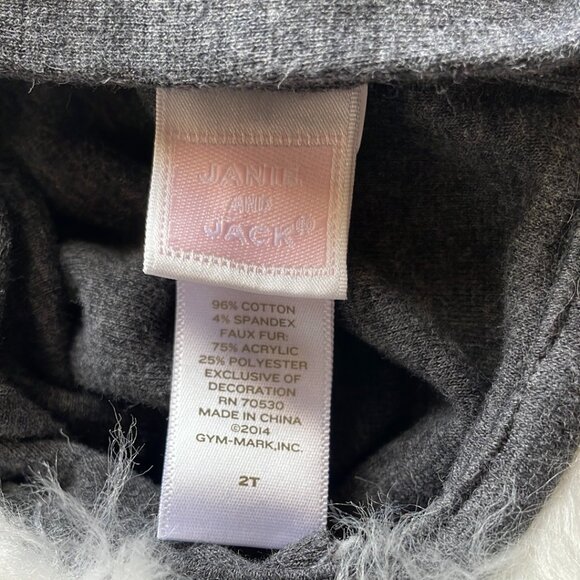 JANIE
AND
JACK®
96% COTTON
4% SPANDEX
FAUX FUR:
75% ACRYLIC
25% POLYESTER
EXCLUSIVE OF
DECORATION
RN 70530
MADE IN CHINA
©2014
GYM-MARK,INC.
2T